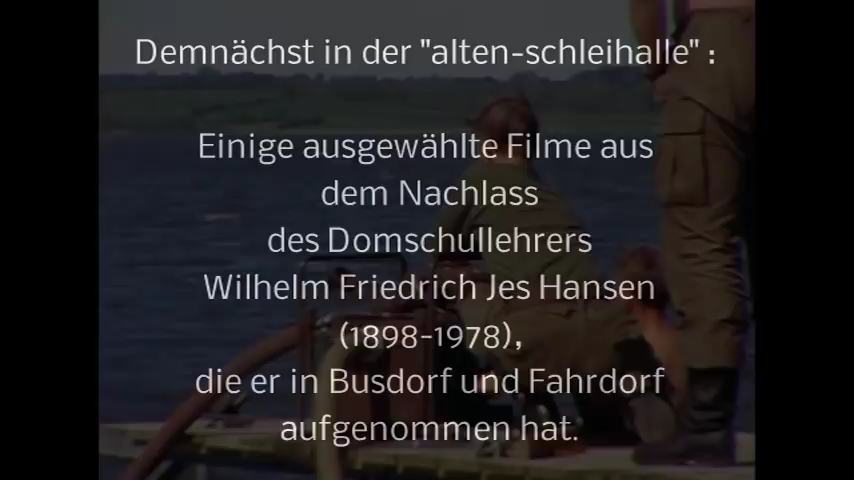 Demnächst in der "alten-schleihalle" :
Einige ausgewählte Filme aus
dem Nachlass
des Domschullehrers
Wilhelm Friedrich Jes Hansen
(1898-1978),
die er in Busdorf und Fahrdorf
aufgenommen hat.